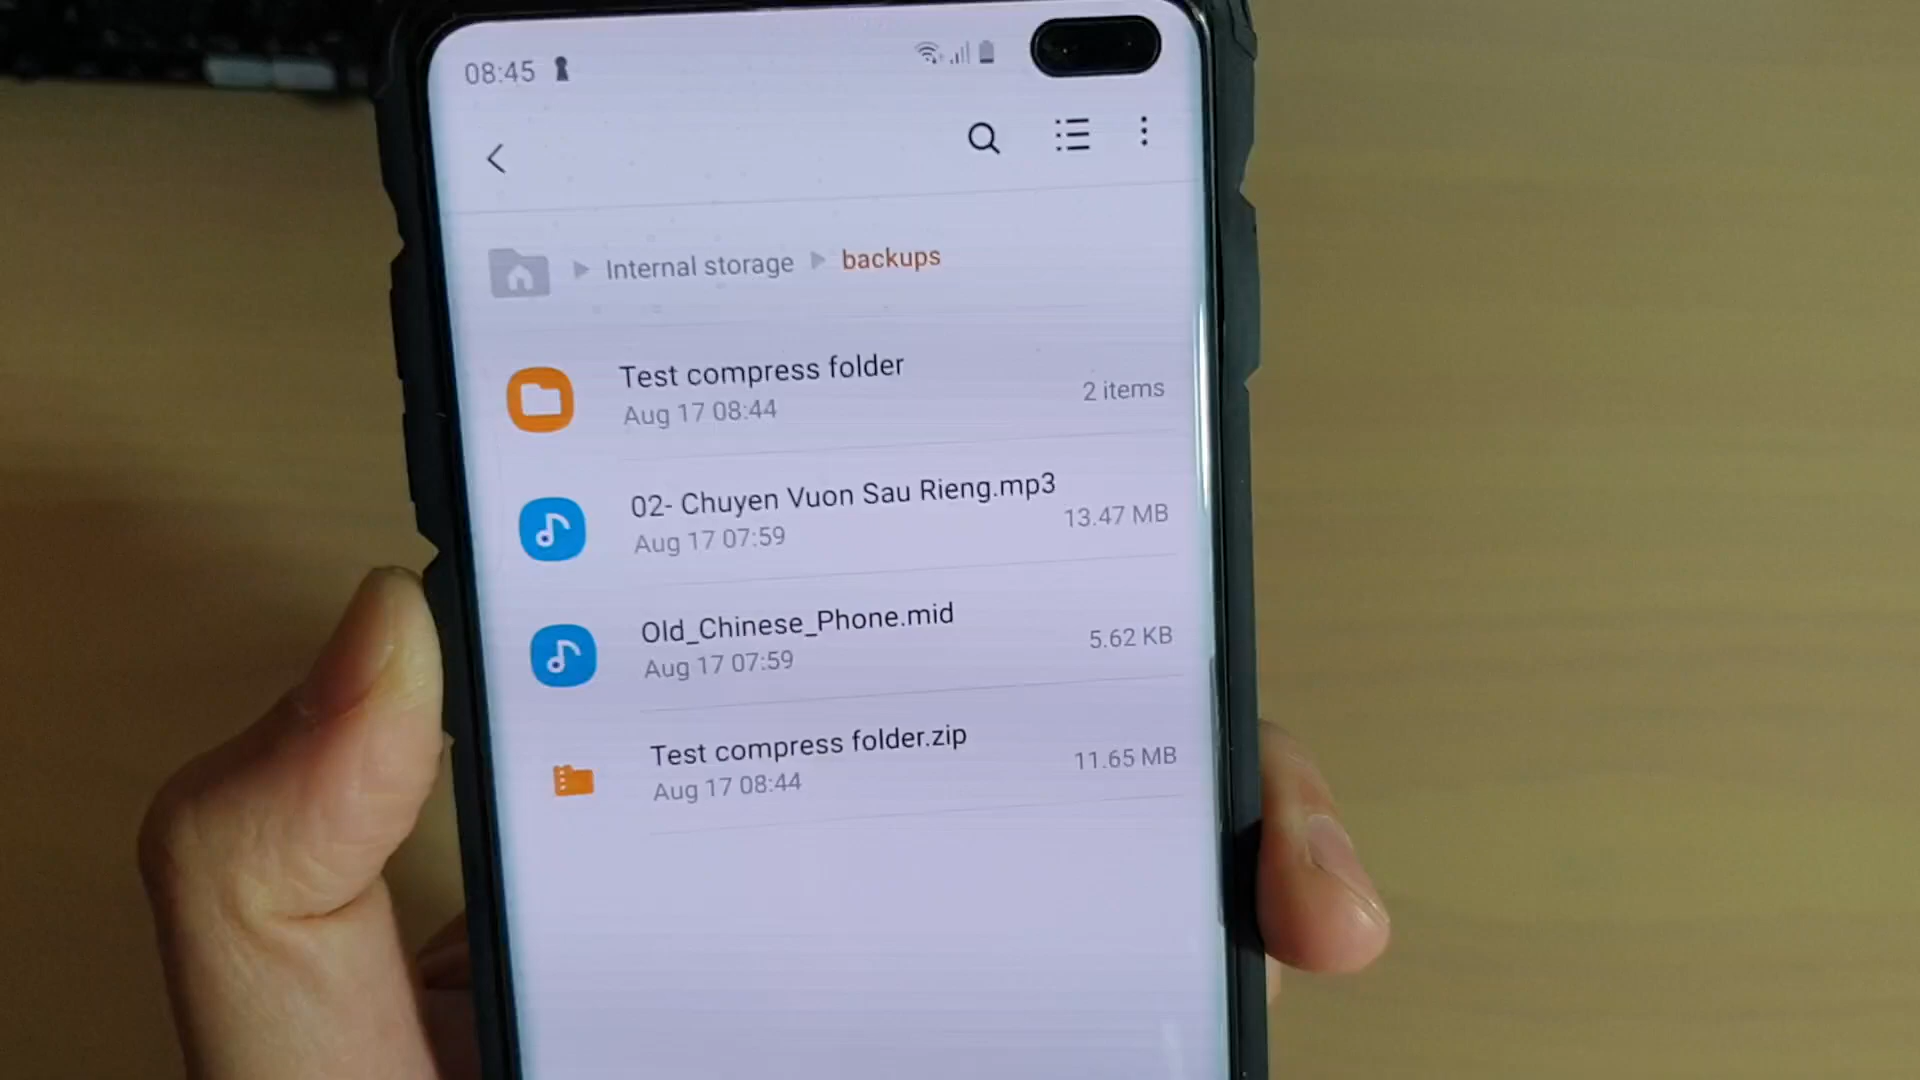 08:45
Internal storage backups
Test compress folder
Aug 17 08:44
2 items
02- Chuyen Vuon Sau Rieng.mp3
Aug 17 07:59
13.47 MB
Old_Chinese_Phone.mid
Aug 17 07:59
5.62 KB
Test compress folder.zip
Aug 17 08:44
11.65 MB